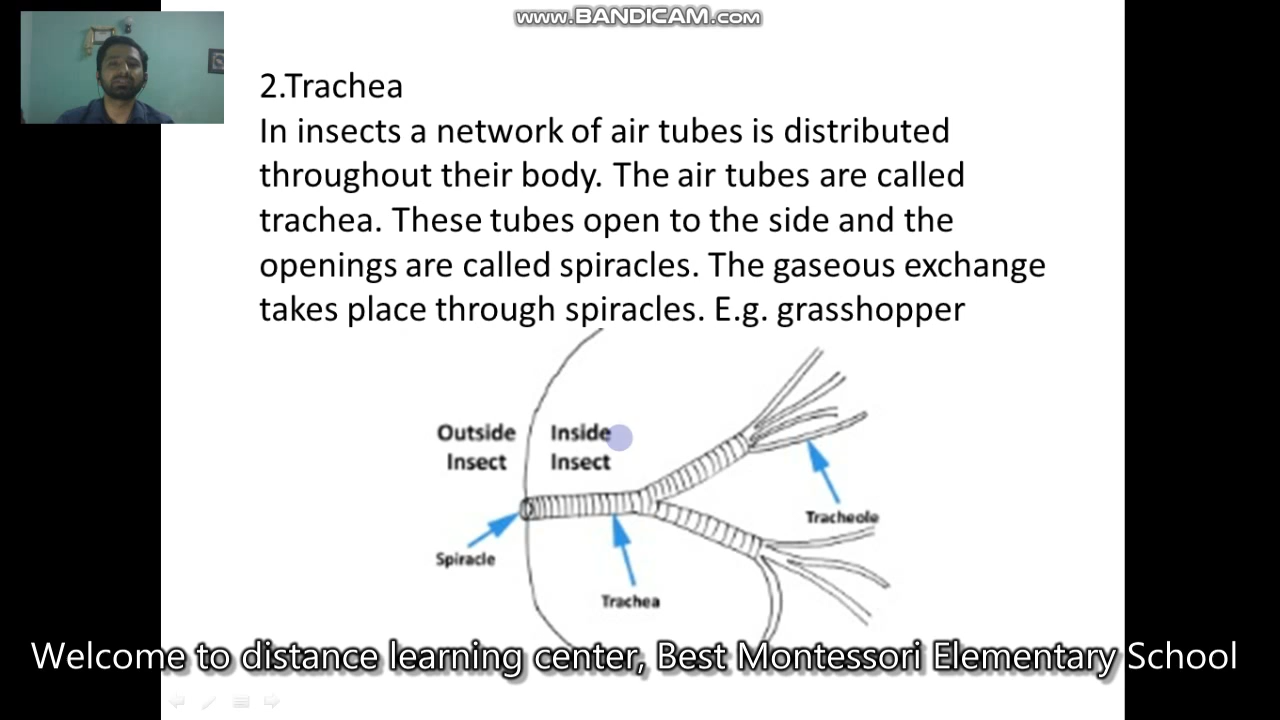 www.BANDICAM.com
2.Trachea
In insects a network of air tubes is distributed
throughout their body. The air tubes are called
trachea. These tubes open to the side and the
openings are called spiracles. The gaseous exchange
takes place through spiracles. E.g. grasshopper
Outside
Insect
Inside
Insect
Tracheole
Spiracle
Trachea
Welcome to distance learning center, Best Montessori Elementary School